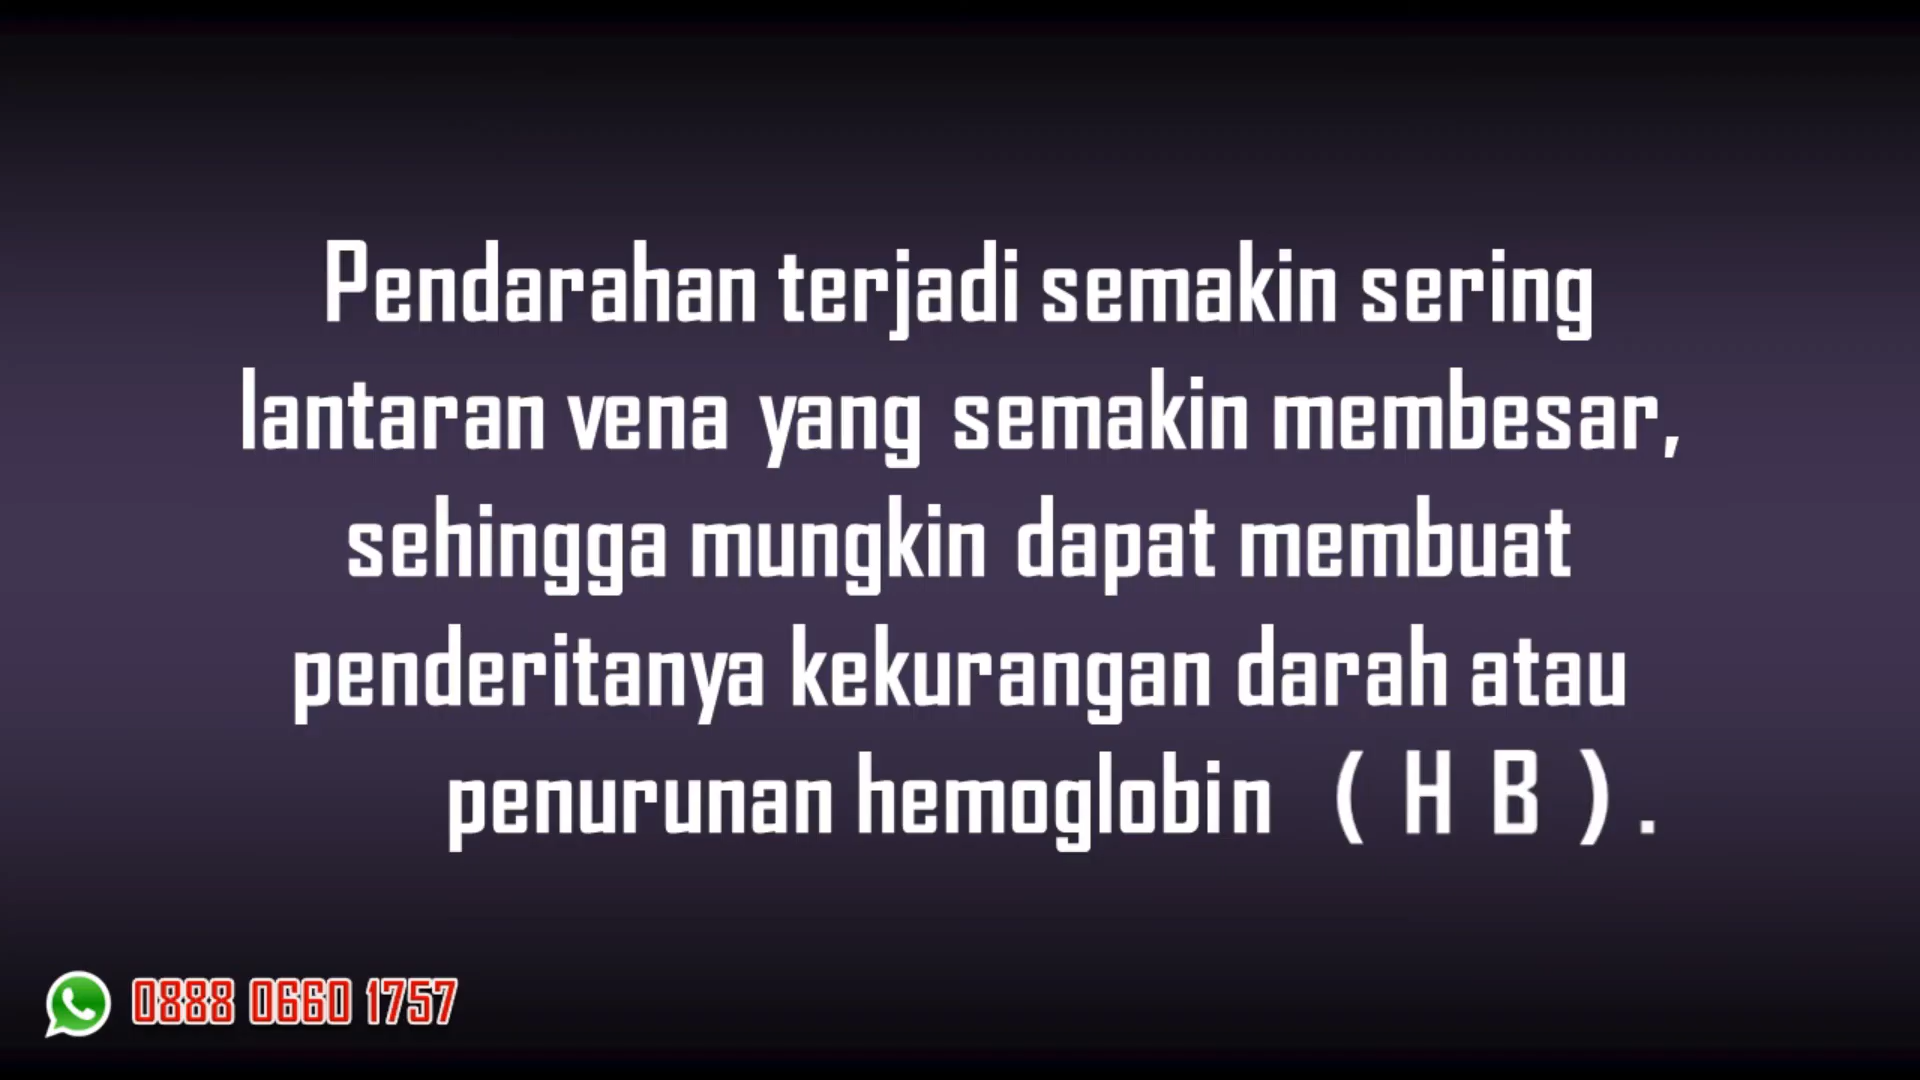 Pendarahan terjadi semakin sering
lantaran vena yang semakin membesar,
sehingga mungkin dapat membuat
penderitanya kekurangan darah atau
penurunan hemoglobin ( H B ) .
0888 0660 1757